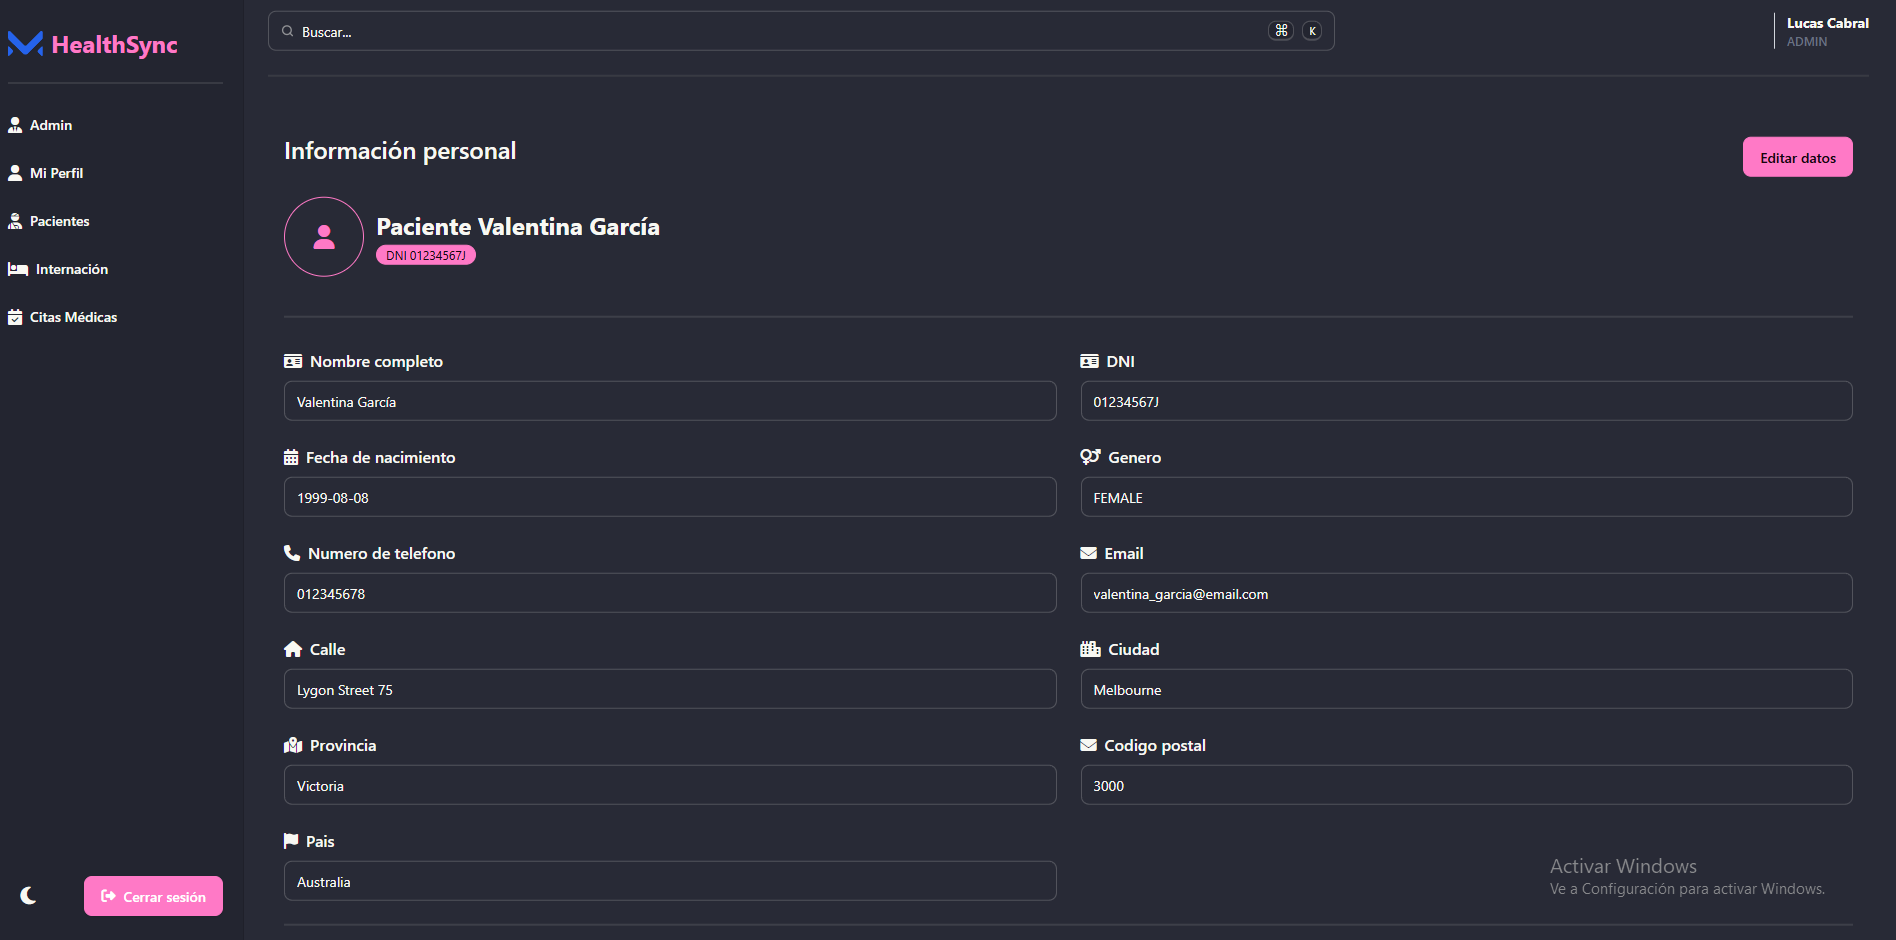 HealthSync
Admin
Mi Perfil
Pacientes
Internación
Citas Médicas
Cerrar sesión
Buscar...
⌘ K
Lucas Cabral
ADMIN
Información personal
Editar datos
Paciente Valentina García
DNI 01234567J
Nombre completo
Valentina García
DNI
01234567J
Fecha de nacimiento
1999-08-08
Genero
FEMALE
Numero de telefono
012345678
Email
valentina_garcia@email.com
Calle
Lygon Street 75
Ciudad
Melbourne
Provincia
Victoria
Codigo postal
3000
Pais
Australia
Activar Windows
Ve a Configuración para activar Windows.